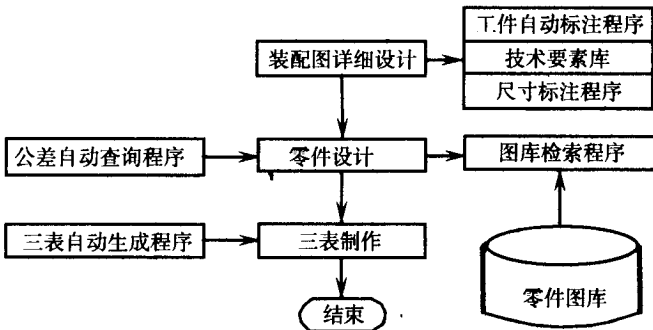 工件自动标注程序
装配图详细设计
技术要素库
尺寸标注程序
公差自动查询程序
零件设计
图库检索程序
三表自动生成程序
三表制作
零件图库
结束